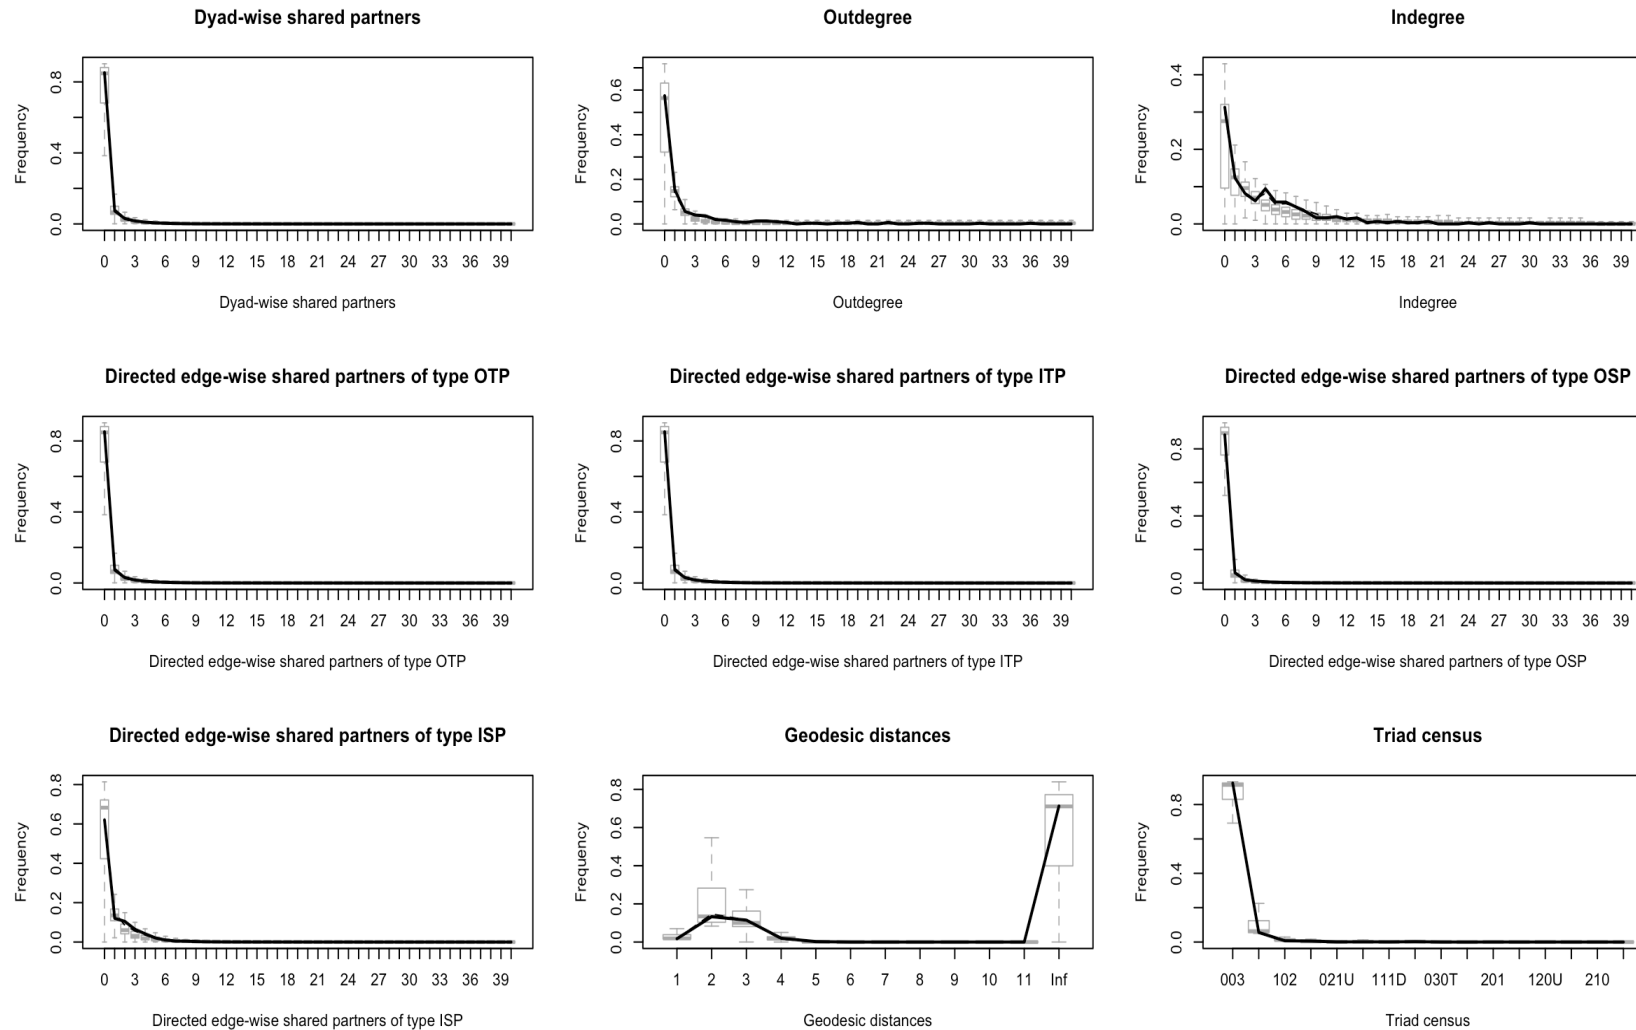 Dyad-wise shared partners
Outdegree
Indegree
Frequency
0.0 0.4 0.8
0 3 6 9 12 15 18 21 24 27 30 33 36 39
Dyad-wise shared partners
Frequency
0.0 0.2 0.4 0.6
0 3 6 9 12 15 18 21 24 27 30 33 36 39
Outdegree
Frequency
0.0 0.2 0.4
0 3 6 9 12 15 18 21 24 27 30 33 36 39
Indegree
Directed edge-wise shared partners of type OTP
Directed edge-wise shared partners of type ITP
Directed edge-wise shared partners of type OSP
Frequency
0.0 0.4 0.8
0 3 6 9 12 15 18 21 24 27 30 33 36 39
Directed edge-wise shared partners of type OTP
Frequency
0.0 0.4 0.8
0 3 6 9 12 15 18 21 24 27 30 33 36 39
Directed edge-wise shared partners of type ITP
Frequency
0.0 0.4 0.8
0 3 6 9 12 15 18 21 24 27 30 33 36 39
Directed edge-wise shared partners of type OSP
Directed edge-wise shared partners of type ISP
Geodesic distances
Triad census
Frequency
0.0 0.2 0.4 0.6 0.8
0 3 6 9 12 15 18 21 24 27 30 33 36 39
Directed edge-wise shared partners of type ISP
Frequency
0.0 0.2 0.4 0.6 0.8
1 2 3 4 5 6 7 8 9 10 11 Inf
Geodesic distances
Frequency
0.0 0.4 0.8
003 102 021U 111D 030T 201 120U 210
Triad census